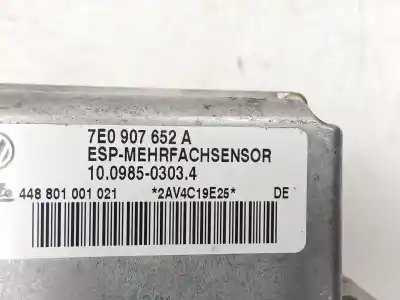 7E0 907 652 A
ESP-MEHRFACHSENSOR
10.0985-0303.4
448 801 001 021 *2AV4C19E25* DE